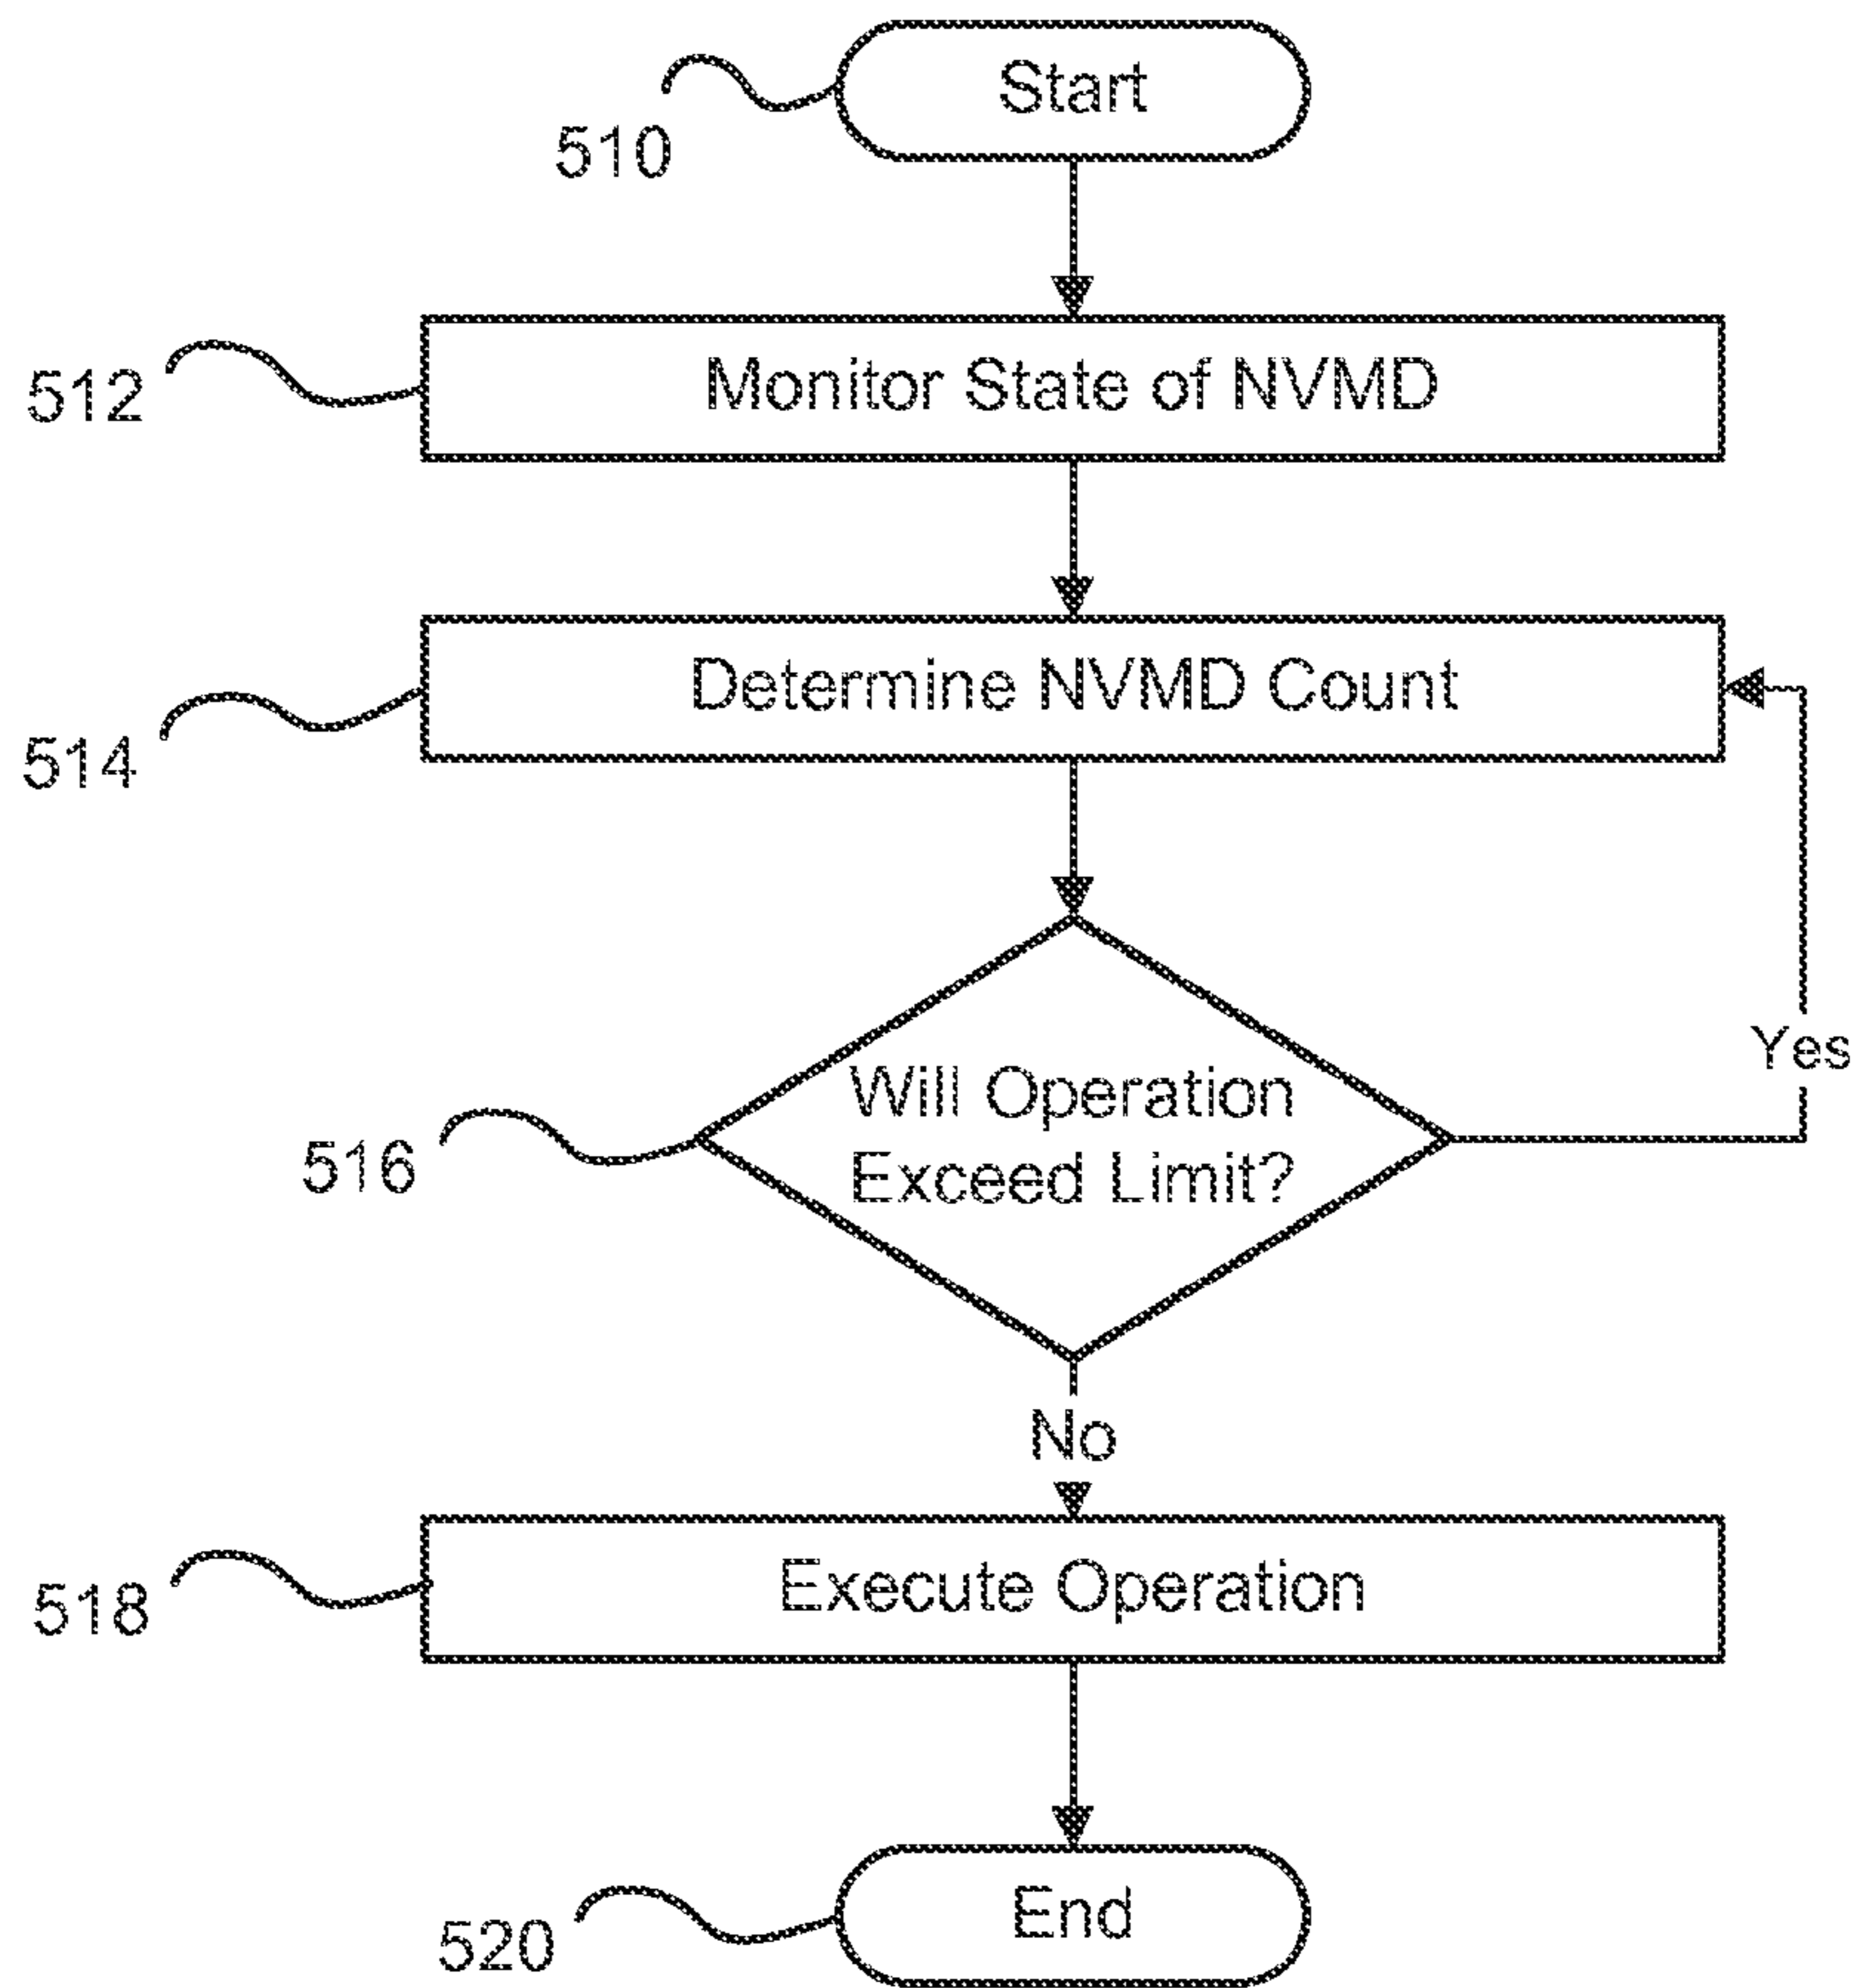 Start
510
Monitor State of NVMD
512
Determine NVMD Count
514
Yes
Will Operation
Exceed Limit?
516
No
Execute Operation
518
End
520